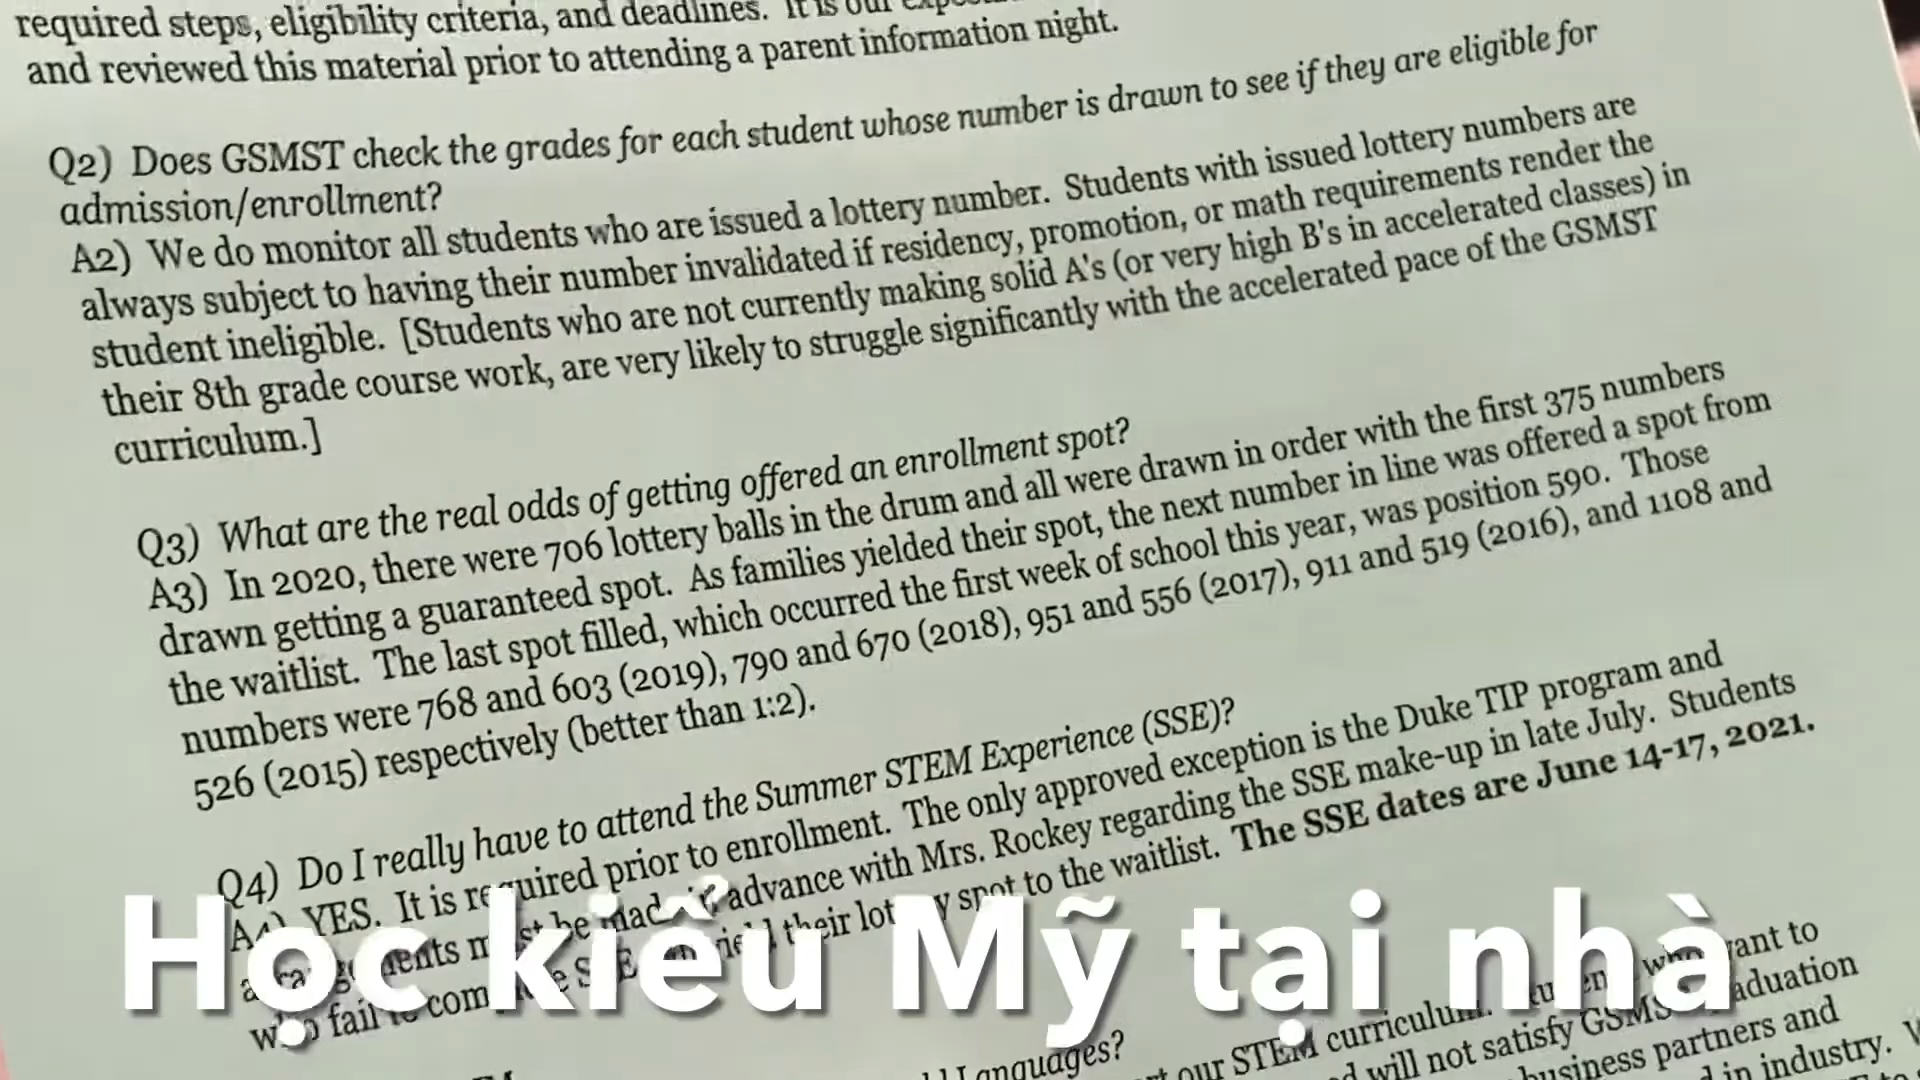 required steps, eligibility criteria, and deadlines. It is our
and reviewed this material prior to attending a parent information night.
Q2) Does GSMST check the grades for each student whose number is drawn to see if they are eligible for
admission/enrollment?
A2) We do monitor all students who are issued a lottery number. Students with issued lottery numbers are
always subject to having their number invalidated if residency, promotion, or math requirements render the
student ineligible. [Students who are not currently making solid A's (or very high B's in accelerated classes) in
their 8th grade course work, are very likely to struggle significantly with the accelerated pace of the GSMST
curriculum.]
Q3) What are the real odds of getting offered an enrollment spot?
A3) In 2020, there were 706 lottery balls in the drum and all were drawn in order with the first 375 numbers
drawn getting a guaranteed spot. As families yielded their spot, the next number in line was offered a spot from
the waitlist. The last spot filled, which occurred the first week of school this year, was position 590. Those
numbers were 768 and 603 (2019), 790 and 670 (2018), 951 and 556 (2017), 911 and 519 (2016), and 1108 and
526 (2015) respectively (better than 1:2).
Q4) Do I really have to attend the Summer STEM Experience (SSE)?
A4) YES. It is required prior to enrollment. The only approved exception is the Duke TIP program and
be made in advance with Mrs. Rockey regarding the SSE make-up in late July. Students
who fail to their spot to the waitlist. The SSE dates are June 14-17, 2021.
Học kiểu Mỹ tại nhà
Languages?
our STEM curriculum. want to
will not satisfy GSMST graduation
business partners and
in industry.